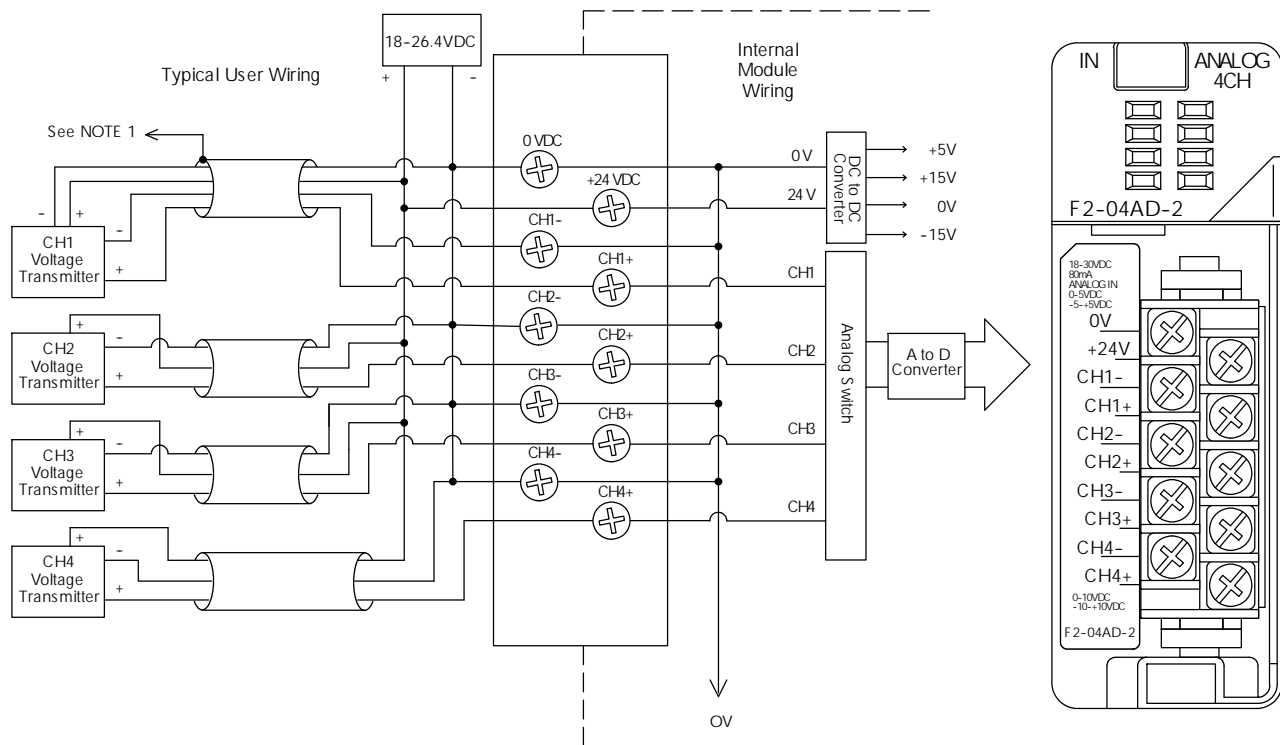 18-26.4VDC
+ -
Typical User Wiring
Internal
Module
Wiring
See NOTE 1
- +
-
+
CH1
Voltage
Transmitter
+
-
+
CH2
Voltage
Transmitter
+
-
+
CH3
Voltage
Transmitter
+
-
+
CH4
Voltage
Transmitter
0 VDC
+24 VDC
CH1-
CH1+
CH2-
CH2+
CH3-
CH3+
CH4-
CH4+
0V
24V
CH1
CH2
CH3
CH4
DC to DC
Converter
+5V
+15V
0V
-15V
Analog Switch
A to D
Converter
OV
IN
ANALOG
4CH
F2-04AD-2
18-30VDC
80mA
ANALOG IN
0-5VDC
-5-+5VDC
0V
+24V
CH1-
CH1+
CH2-
CH2+
CH3-
CH3+
CH4-
CH4+
0-10VDC
-10-+10VDC
F2-04AD-2